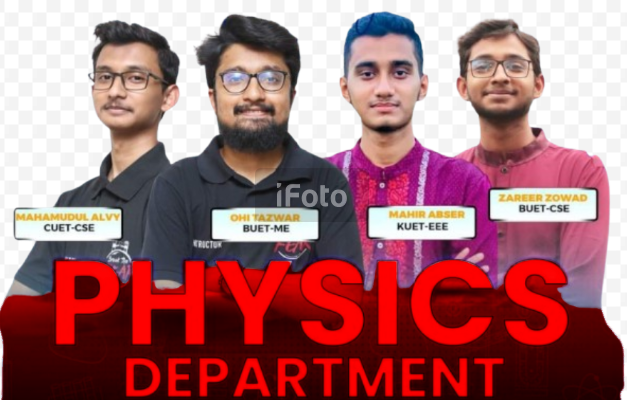 iFoto
MAHAMUDUL ALVY
CUET-CSE
OHI TAZWAR
BUET-ME
MAHIR ABSER
KUET-EEE
ZAREER ZOWAD
BUET-CSE
PHYSICS
DEPARTMENT